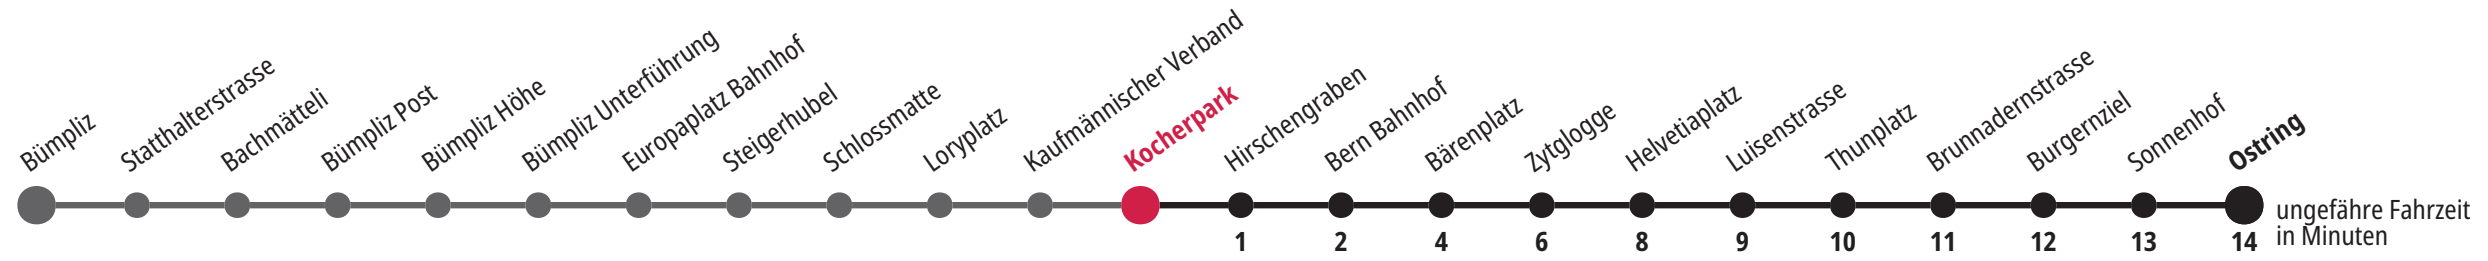 Bümpliz
Statthalterstrasse
Bachmätteli
Bümpliz Post
Bümpliz Höhe
Bümpliz Unterführung
Europaplatz Bahnhof
Steigerhubel
Schlossmatte
Loryplatz
Kaufmännischer Verband
Kocherpark
Hirschengraben
Bern Bahnhof
Bärenplatz
Zytglogge
Helvetiaplatz
Luisenstrasse
Thunplatz
Brunnadernstrasse
Burgernziel
Sonnenhof
Ostring
1 2 4 6 8 9 10 11 12 13 14
ungefähre Fahrzeit
in Minuten